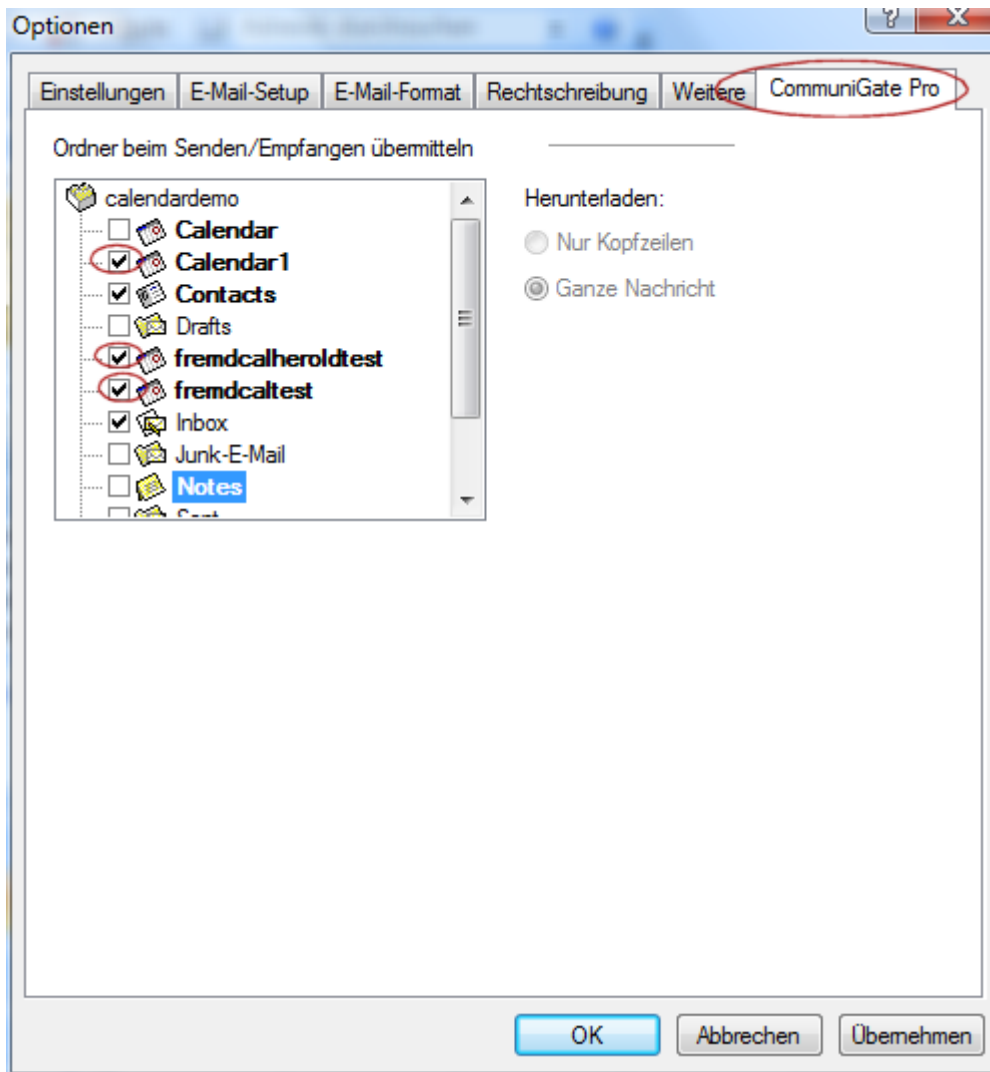 Optionen
Einstellungen E-Mail-Setup E-Mail-Format Rechtschreibung Weitere CommuniGate Pro
Ordner beim Senden/Empfangen übermitteln
calendardemo
Herunterladen:
Calendar
Nur Kopfzeilen
Calendar1
Ganze Nachricht
Contacts
Drafts
fremdcalheroldtest
fremdcaltest
Inbox
Junk-E-Mail
Notes
OK Abbrechen Übernehmen